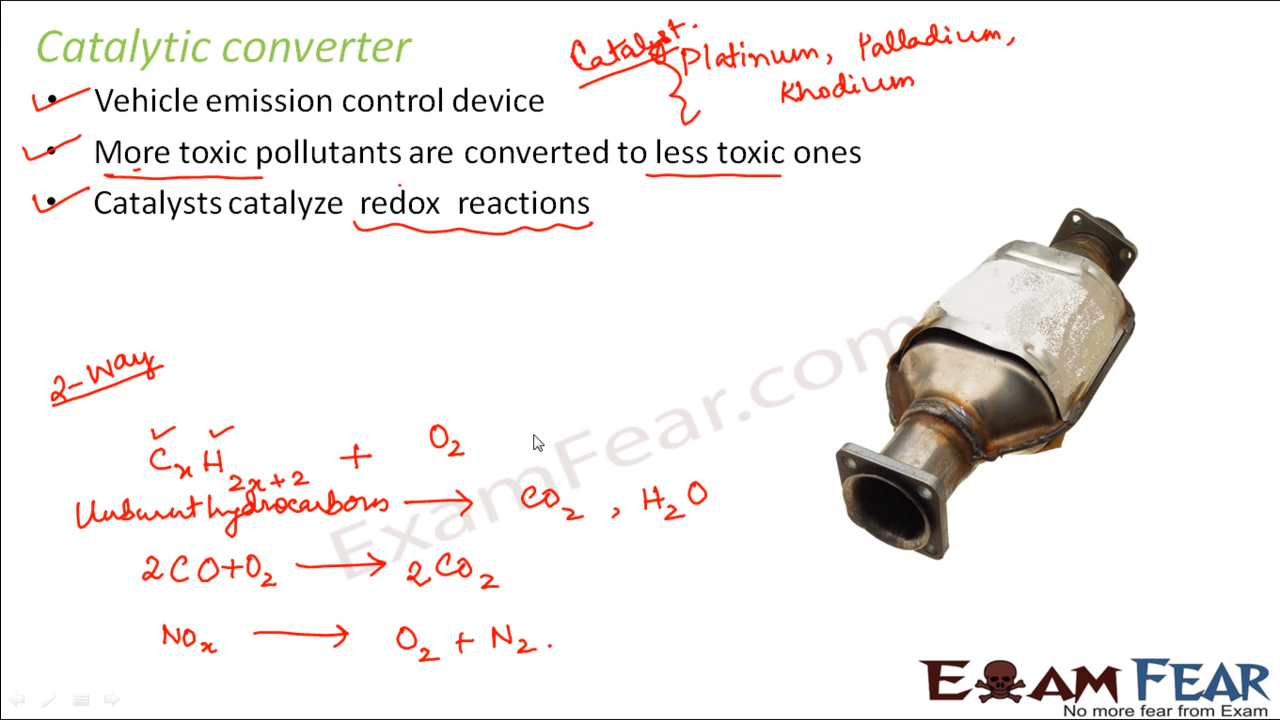 Catalytic converter
Catalyst. Platinum, Palladium,
Rhodium
• Vehicle emission control device
• More toxic pollutants are converted to less toxic ones
• Catalysts catalyze redox reactions
2-way
CₓH₂ₓ₊₂ + O₂
Unburnt hydrocarbons → CO₂, H₂O
2CO+O₂ → 2CO₂
NOₓ → O₂ + N₂.
ExamFear.com
EXAM FEAR
No more fear from Exam